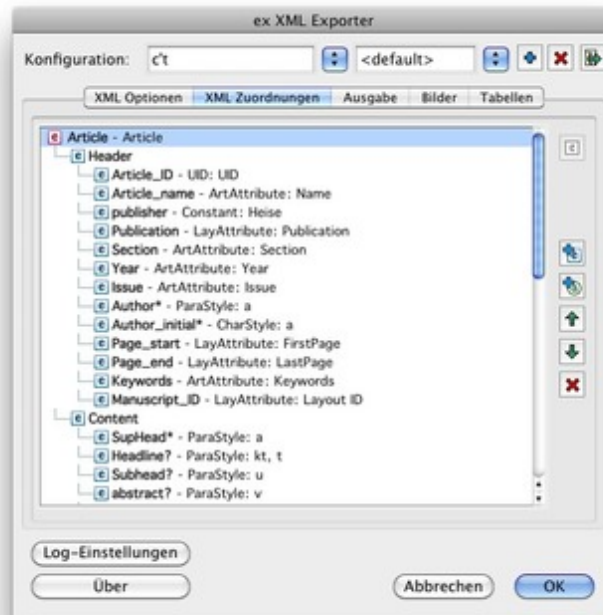 ex XML Exporter
Konfiguration: c't <default>
XML Optionen XML Zuordnungen Ausgabe Bilder Tabellen
Article - Article
Header
Article_ID - UID: UID
Article_name - ArtAttribute: Name
publisher - Constant: Heise
Publication - LayAttribute: Publication
Section - ArtAttribute: Section
Year - ArtAttribute: Year
Issue - ArtAttribute: Issue
Author* - ParaStyle: a
Author_initial* - CharStyle: a
Page_start - LayAttribute: FirstPage
Page_end - LayAttribute: LastPage
Keywords - ArtAttribute: Keywords
Manuscript_ID - LayAttribute: Layout ID
Content
SupHead* - ParaStyle: a
Headline? - ParaStyle: kt, t
Subhead? - ParaStyle: u
abstract? - ParaStyle: v
Log-Einstellungen
Über Abbrechen OK